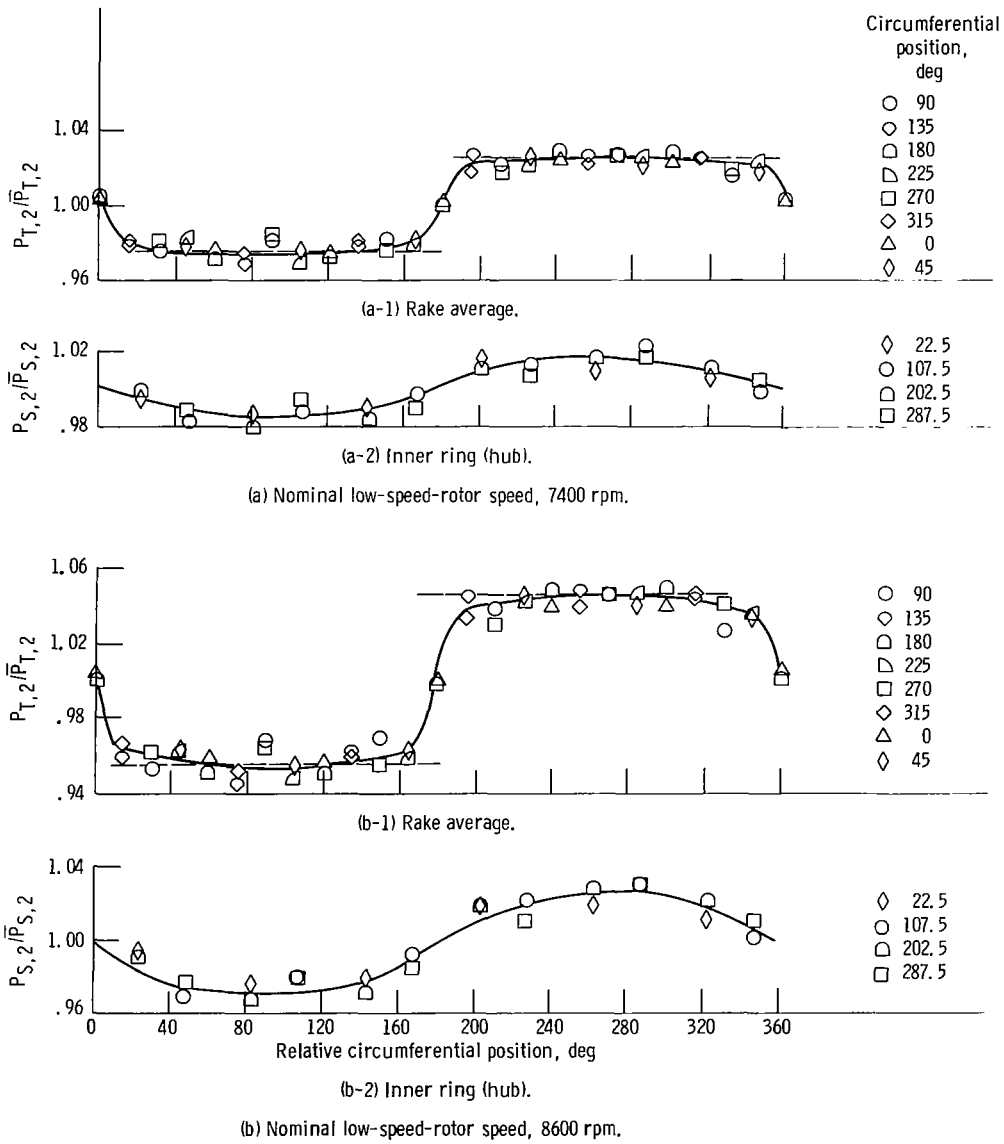 Circumferential
position,
deg
90
135
180
225
270
315
0
45
1.04
1.00
.96
P_T,2/P̅_T,2
(a-1) Rake average.
1.02
.98
P_S,2/P̅_S,2
22.5
107.5
202.5
287.5
(a-2) Inner ring (hub).
(a) Nominal low-speed-rotor speed, 7400 rpm.
1.06
1.02
.98
.94
P_T,2/P̅_T,2
90
135
180
225
270
315
0
45
(b-1) Rake average.
1.04
1.00
.96
P_S,2/P̅_S,2
22.5
107.5
202.5
287.5
0 40 80 120 160 200 240 280 320 360
Relative circumferential position, deg
(b-2) Inner ring (hub).
(b) Nominal low-speed-rotor speed, 8600 rpm.